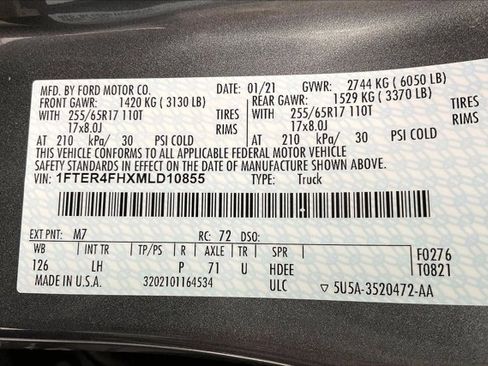 MFD. BY FORD MOTOR CO. DATE: 01/21 GVWR: 2744 KG ( 6050 LB)
FRONT GAWR: 1420 KG ( 3130 LB) REAR GAWR: 1529 KG ( 3370 LB)
WITH 255/65R17 110T TIRES WITH 255/65R17 110T TIRES
17x8.0J RIMS 17x8.0J RIMS
AT 210 kPa/ 30 PSI COLD AT 210 kPa/ 30 PSI COLD
THIS VEHICLE CONFORMS TO ALL APPLICABLE FEDERAL MOTOR VEHICLE
SAFETY STANDARDS IN EFFECT ON THE DATE OF MANUFACTURE SHOWN ABOVE.
VIN: 1FTER4FHXMLD10855 TYPE: Truck
EXT PNT: M7 RC: 72 DSO:
WB INT TR TP/PS R AXLE TR SPR F0276
126 LH P 71 U HDEE T0821
MADE IN U.S.A. 3202101164534 ULC ▽ 5U5A-3520472-AA